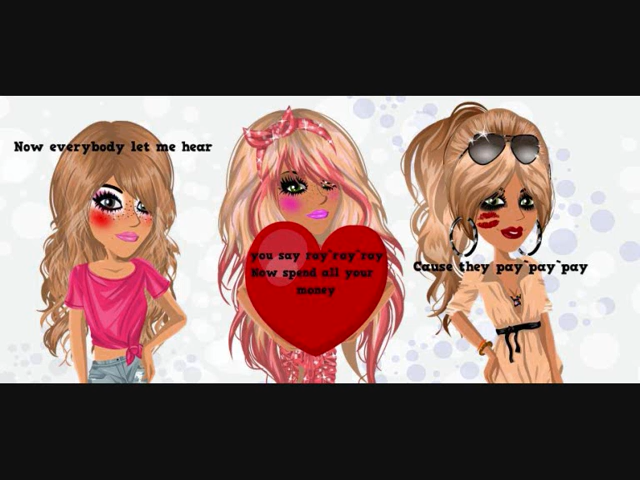 Now everybody let me hear
you say ray`ray`ray
Now spend all your
money
Cause they pay`pay`pay